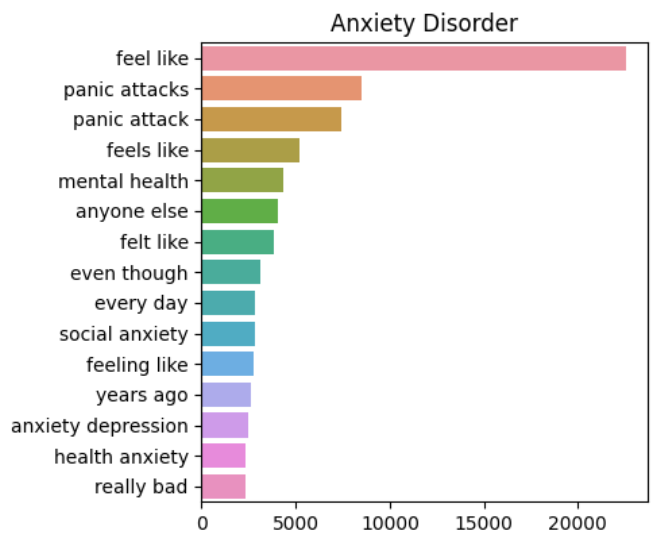 Anxiety Disorder
feel like
panic attacks
panic attack
feels like
mental health
anyone else
felt like
even though
every day
social anxiety
feeling like
years ago
anxiety depression
health anxiety
really bad
0 5000 10000 15000 20000